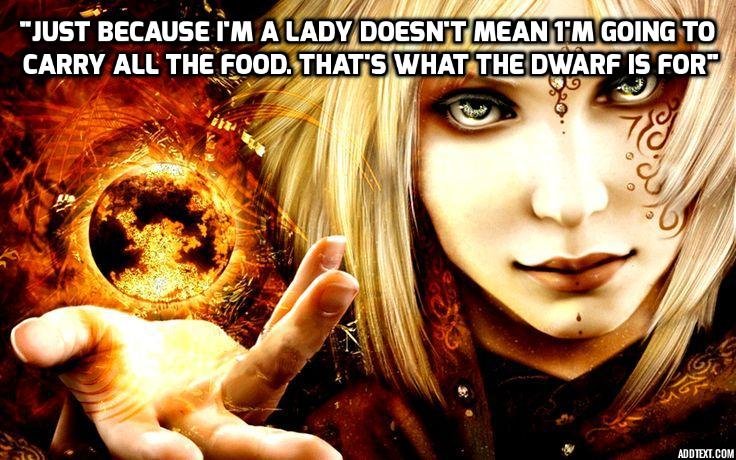 "JUST BECAUSE I'M A LADY DOESN'T MEAN I'M GOING TO
CARRY ALL THE FOOD. THAT'S WHAT THE DWARF IS FOR"
ADDTEXT.COM